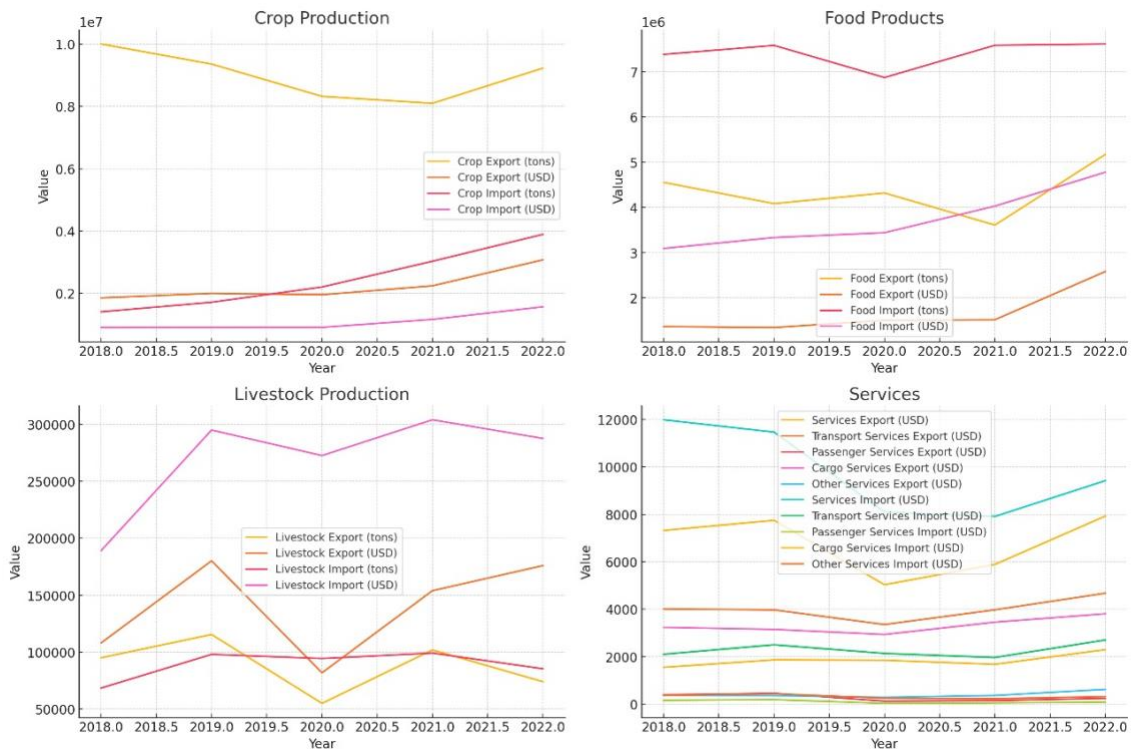 Crop Production
1e7
Value
1.0
0.8
0.6
0.4
0.2
Crop Export (tons)
Crop Export (USD)
Crop Import (tons)
Crop Import (USD)
2018.0 2018.5 2019.0 2019.5 2020.0 2020.5 2021.0 2021.5 2022.0
Year
Food Products
1e6
Value
7
6
5
4
3
2
Food Export (tons)
Food Export (USD)
Food Import (tons)
Food Import (USD)
2018.0 2018.5 2019.0 2019.5 2020.0 2020.5 2021.0 2021.5 2022.0
Year
Livestock Production
Value
300000
250000
200000
150000
100000
50000
Livestock Export (tons)
Livestock Export (USD)
Livestock Import (tons)
Livestock Import (USD)
2018.0 2018.5 2019.0 2019.5 2020.0 2020.5 2021.0 2021.5 2022.0
Year
Services
Value
12000
10000
8000
6000
4000
2000
0
Services Export (USD)
Transport Services Export (USD)
Passenger Services Export (USD)
Cargo Services Export (USD)
Other Services Export (USD)
Services Import (USD)
Transport Services Import (USD)
Passenger Services Import (USD)
Cargo Services Import (USD)
Other Services Import (USD)
2018.0 2018.5 2019.0 2019.5 2020.0 2020.5 2021.0 2021.5 2022.0
Year